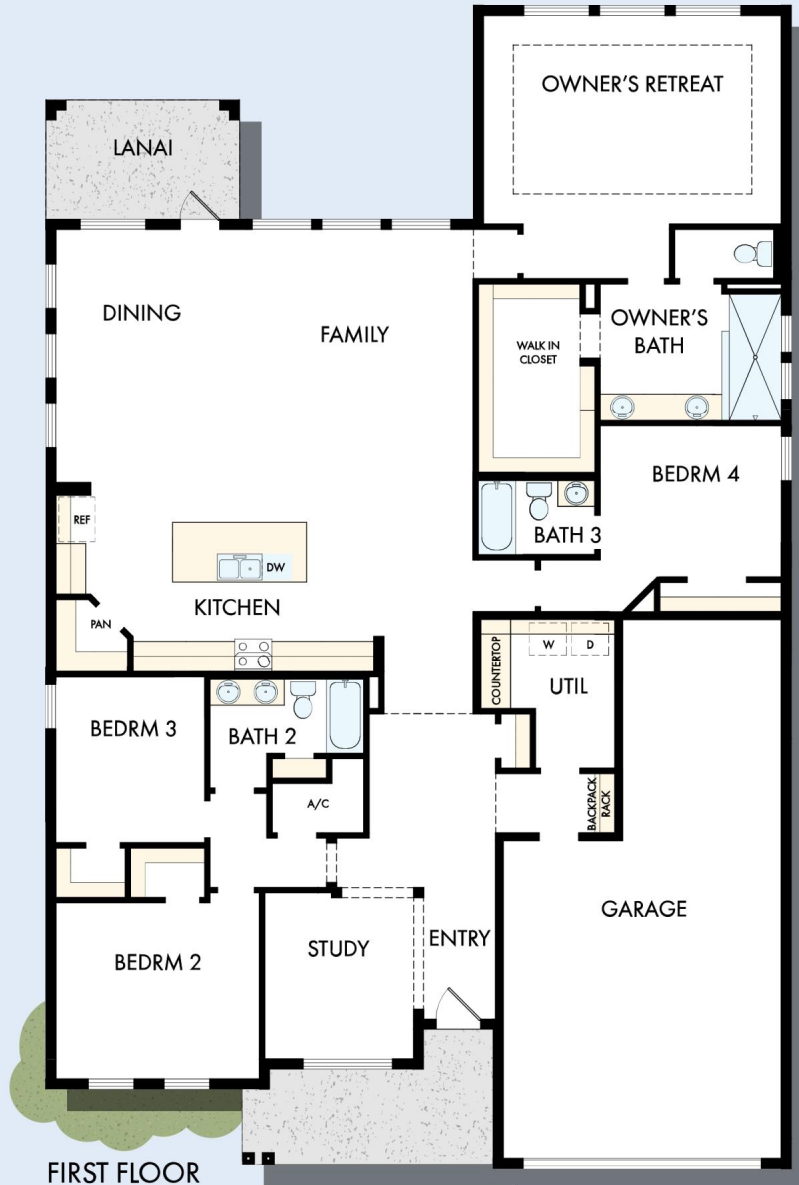 OWNER'S RETREAT
LANAI
DINING
FAMILY
WALK IN
CLOSET
OWNER'S
BATH
BEDRM 4
REF
BATH 3
DW
KITCHEN
PAN
COUNTERTOP
W
D
UTIL
BEDRM 3
BATH 2
A/C
BACKPACK
RACK
GARAGE
BEDRM 2
STUDY
ENTRY
FIRST FLOOR